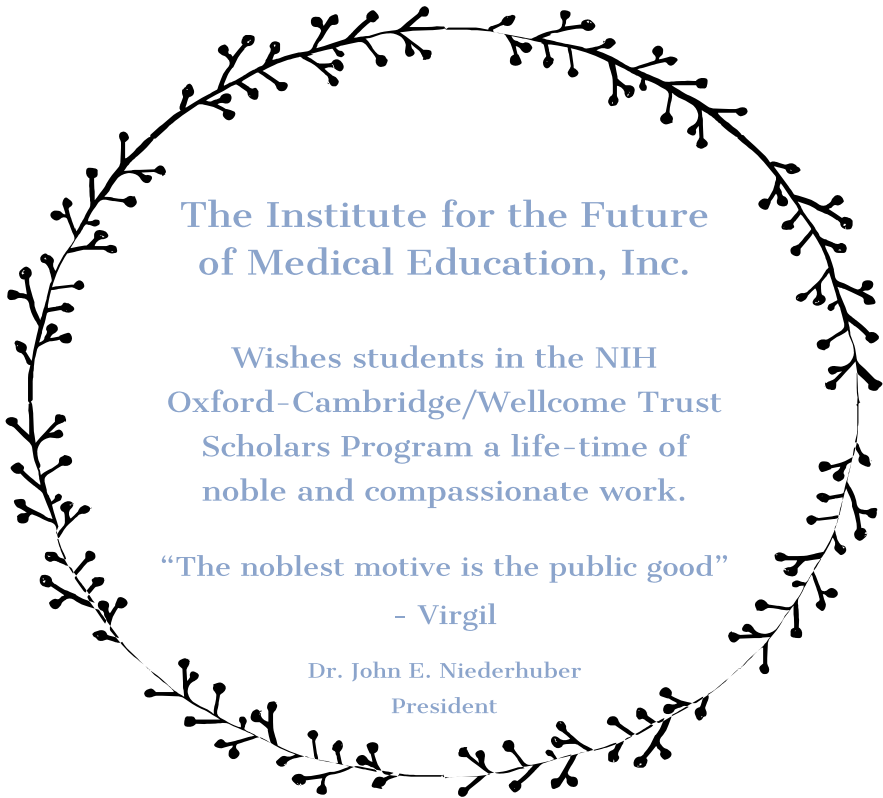 The Institute for the Future
of Medical Education, Inc.
Wishes students in the NIH
Oxford-Cambridge/Wellcome Trust
Scholars Program a life-time of
noble and compassionate work.
“The noblest motive is the public good”
- Virgil
Dr. John E. Niederhuber
President